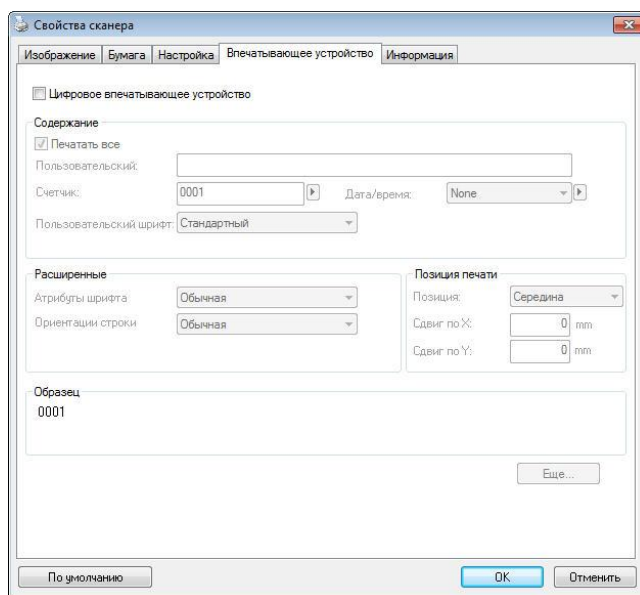 Свойства сканера
Изображение Бумага Настройка Впечатывающее устройство Информация
Цифровое впечатывающее устройство
Содержание
Печатать все
Пользовательский:
Счетчик: 0001 Дата/время: None
Пользовательский шрифт: Стандартный
Расширенные Позиция печати
Атрибуты шрифта Обычная Позиция: Середина
Ориентации строки Обычная Сдвиг по X: 0 mm
Сдвиг по Y: 0 mm
Образец
0001
Еще...
По умолчанию OK Отменить